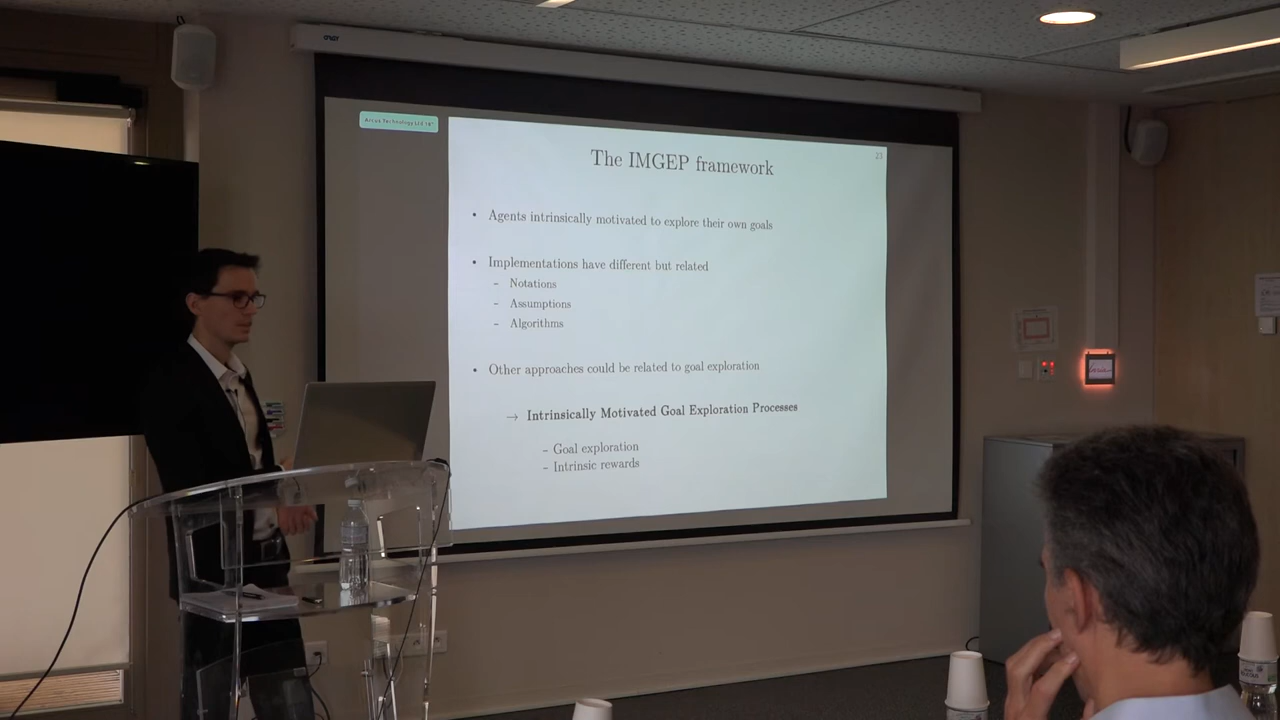 The IMGEP framework
23
• Agents intrinsically motivated to explore their own goals
• Implementations have different but related
- Notations
- Assumptions
- Algorithms
• Other approaches could be related to goal exploration
→ Intrinsically Motivated Goal Exploration Processes
– Goal exploration
– Intrinsic rewards